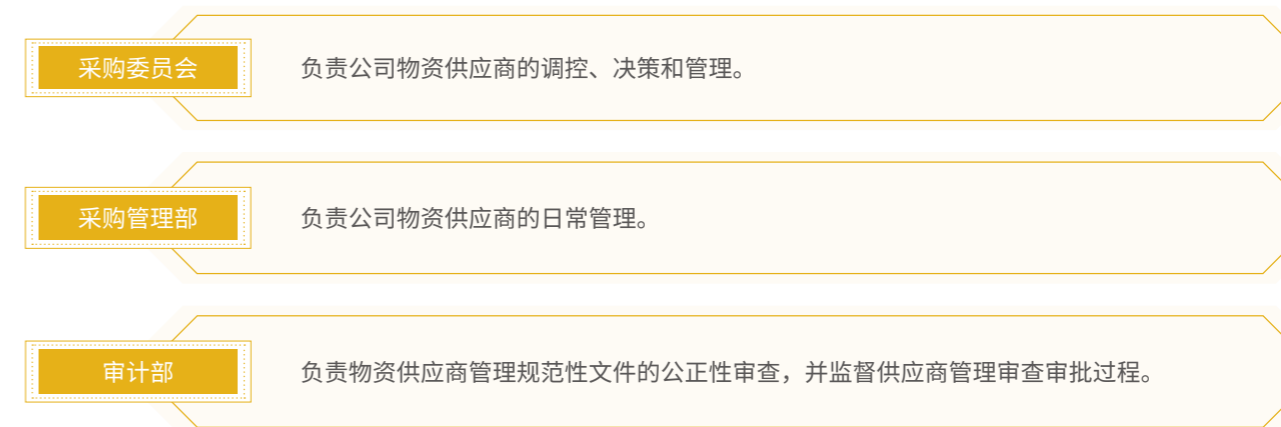 采购委员会
负责公司物资供应商的调控、决策和管理。
采购管理部
负责公司物资供应商的日常管理。
审计部
负责物资供应商管理规范性文件的公正性审查，并监督供应商管理审查审批过程。